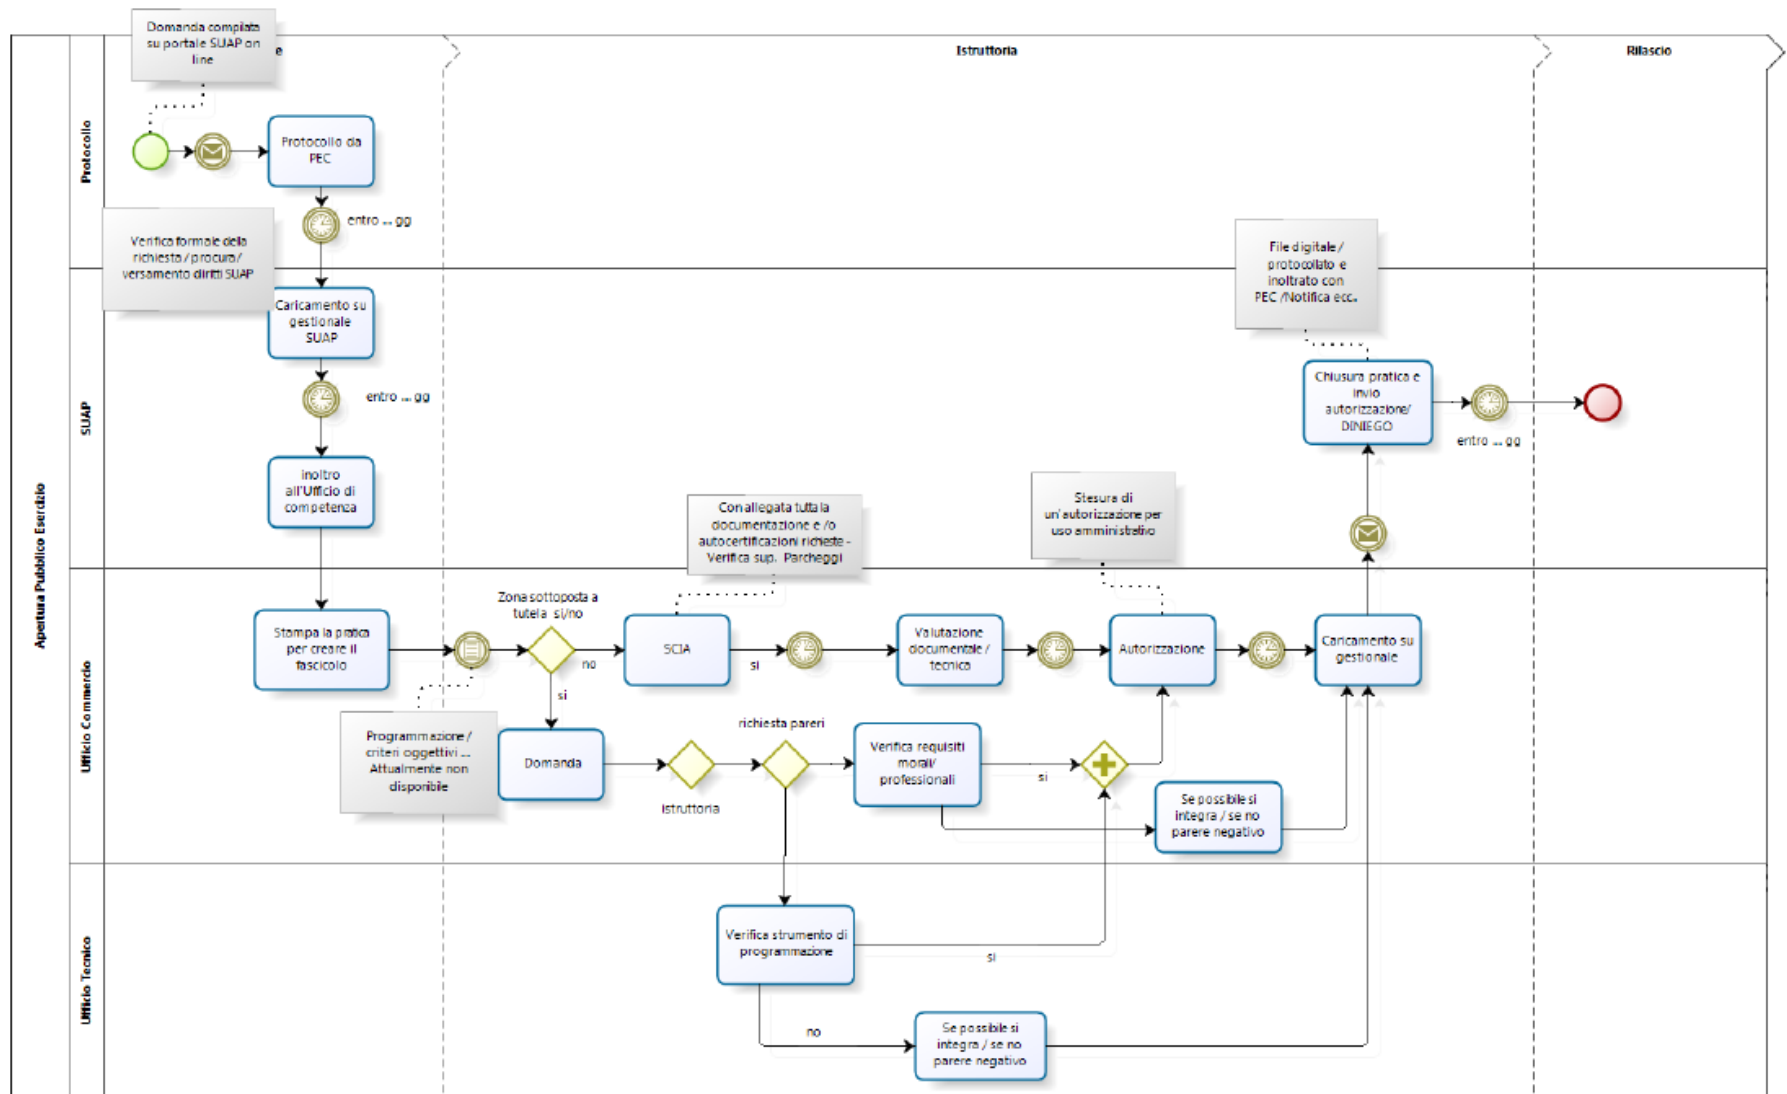 Domanda compilata
su portale SUAP on
line
e
Istruttoria
Rilascio
Apertura Pubblico Esercizio
Protocollo
Protocollo da
PEC
entro ... gg
Verifica formale della
richiesta / procura /
versamento diritti SUAP
SUAP
Caricamento su
gestionale
SUAP
entro ... gg
inoltro
all'Ufficio di
competenza
File digitale /
protocollato e
inoltrato con
PEC /Notifica ecc.
Chiusura pratica e
invio
autorizzazione/
DINIEGO
entro ... gg
Con allegata tutta la
documentazione e /o
autocertificazioni richieste -
Verifica sup. Parcheggi
Stesura di
un'autorizzazione per
uso amministrativo
Ufficio Commercio
Stampa la pratica
per creare il
fascicolo
Zona sottoposta a
tutela si/no
no
si
SCIA
si
Valutazione
documentale /
tecnica
Autorizzazione
Caricamento su
gestionale
Programmazione /
criteri oggettivi ...
Attualmente non
disponibile
Domanda
istruttoria
richiesta pareri
Verifica requisiti
morali/
professionali
si
Se possibile si
integra / se no
parere negativo
Ufficio Tecnico
Verifica strumento di
programmazione
si
no
Se possibile si
integra / se no
parere negativo